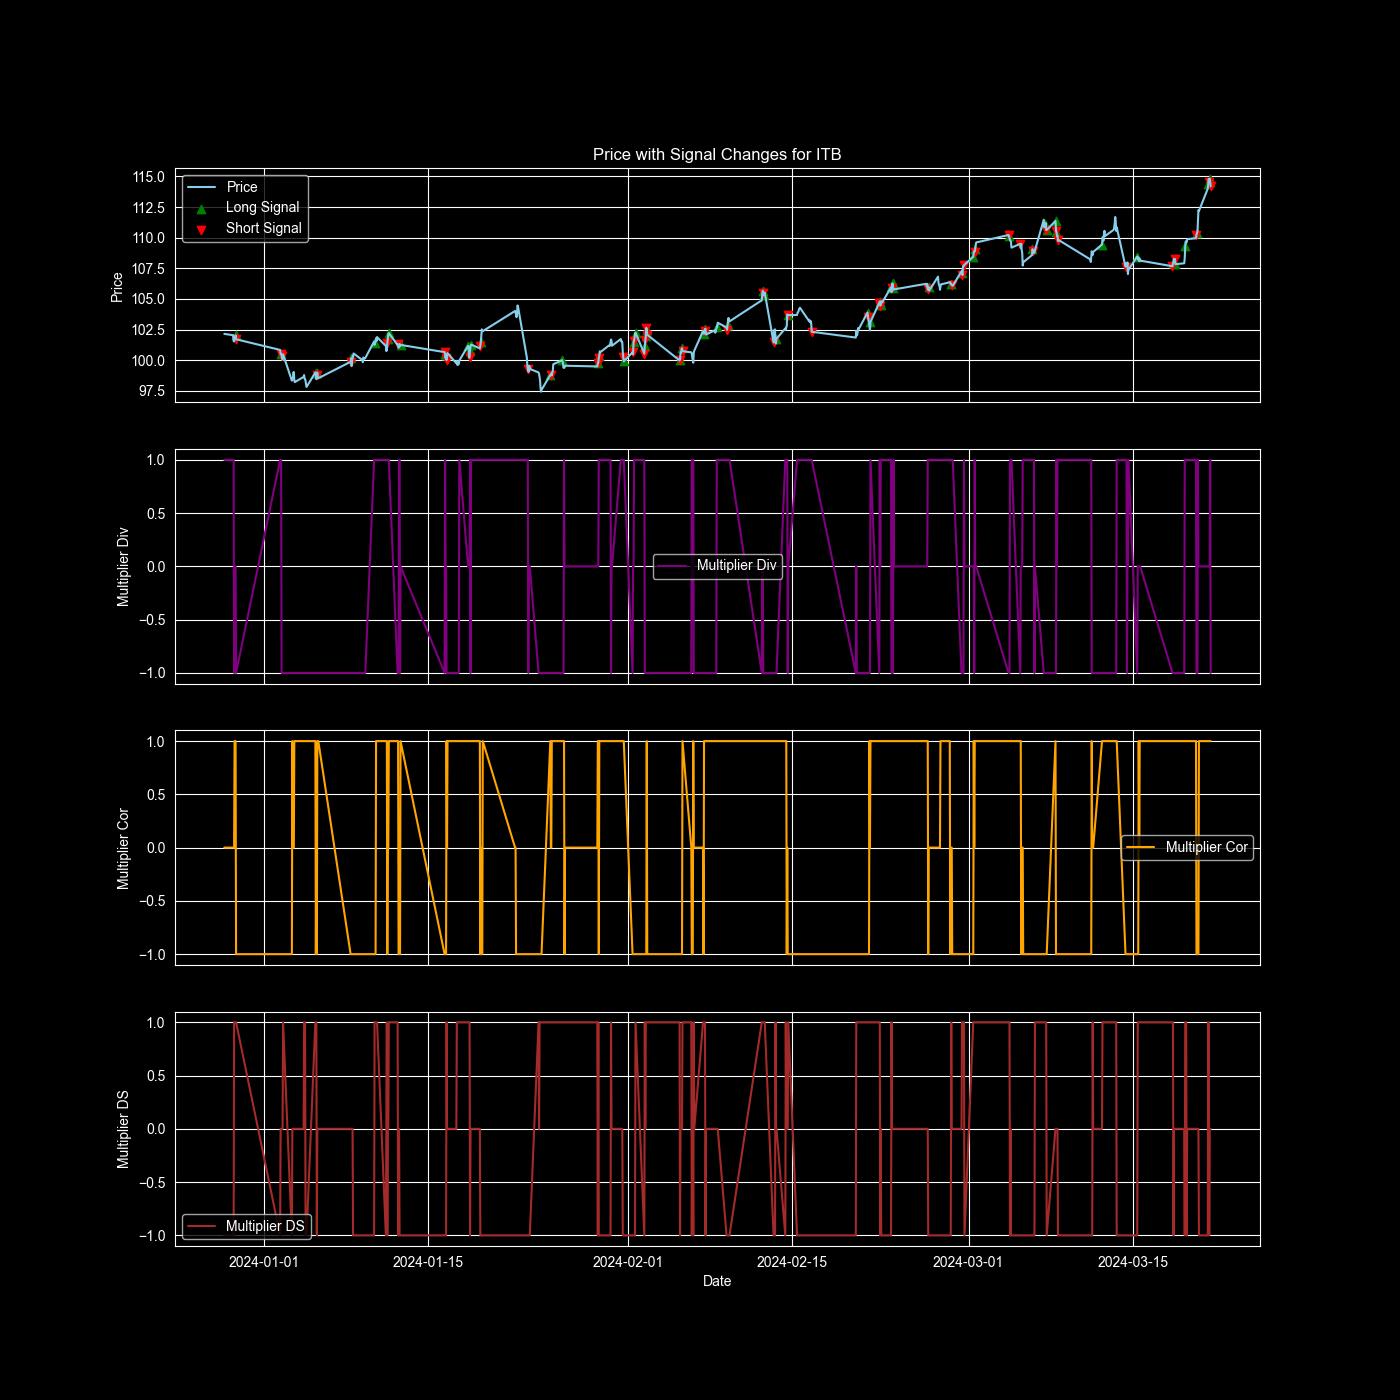 Price with Signal Changes for ITB
115.0
112.5
110.0
107.5
105.0
102.5
100.0
97.5
Price
Price
Long Signal
Short Signal
1.0
0.5
0.0
−0.5
−1.0
Multiplier Div
Multiplier Div
1.0
0.5
0.0
−0.5
−1.0
Multiplier Cor
Multiplier Cor
1.0
0.5
0.0
−0.5
−1.0
Multiplier DS
Multiplier DS
2024-01-01
2024-01-15
2024-02-01
2024-02-15
2024-03-01
2024-03-15
Date